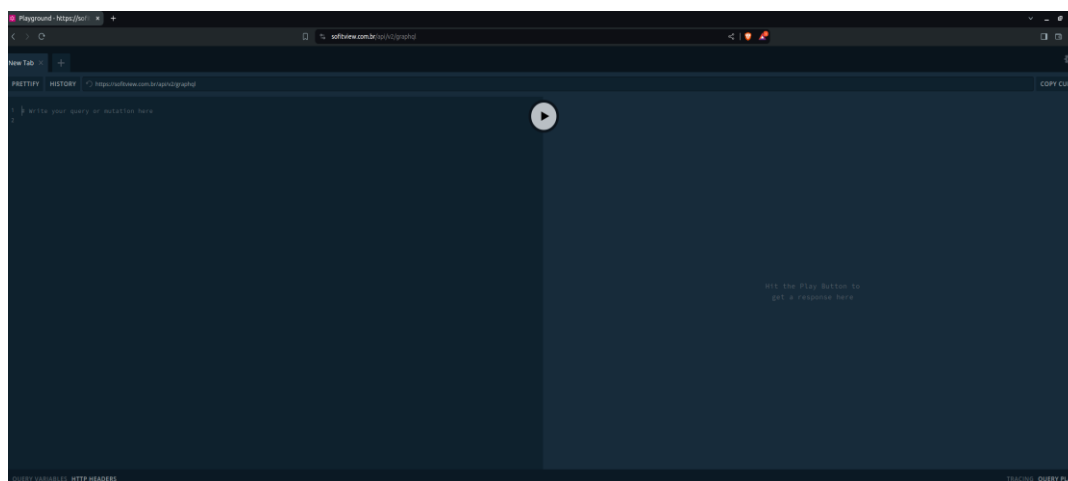 Playground - https://sofi
softview.com.br/api/v2/graphql
New Tab
PRETTIFY HISTORY https://sofitview.com.br/api/v2/graphql COPY CU
1 # Write your query or mutation here
2
Hit the Play Button to
get a response here
QUERY VARIABLES HTTP HEADERS TRACING QUERY PL